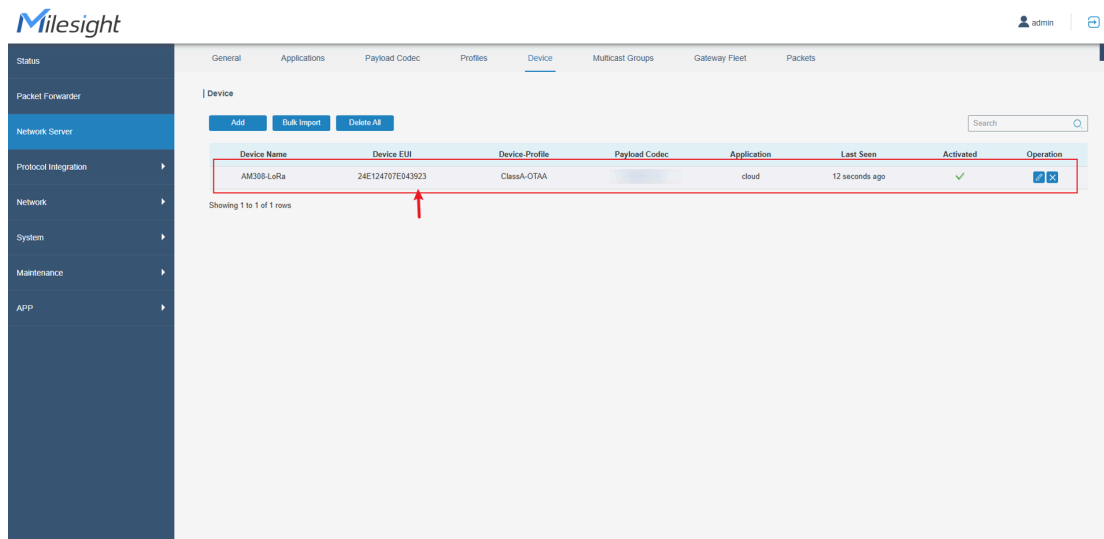 Milesight
admin
Status
Packet Forwarder
Network Server
Protocol Integration
Network
System
Maintenance
APP
General Applications Payload Codec Profiles Device Multicast Groups Gateway Fleet Packets
Device
Add Bulk Import Delete All Search
Device Name Device EUI Device-Profile Payload Codec Application Last Seen Activated Operation
AM308-LoRa 24E124707E043923 ClassA-OTAA cloud 12 seconds ago
Showing 1 to 1 of 1 rows